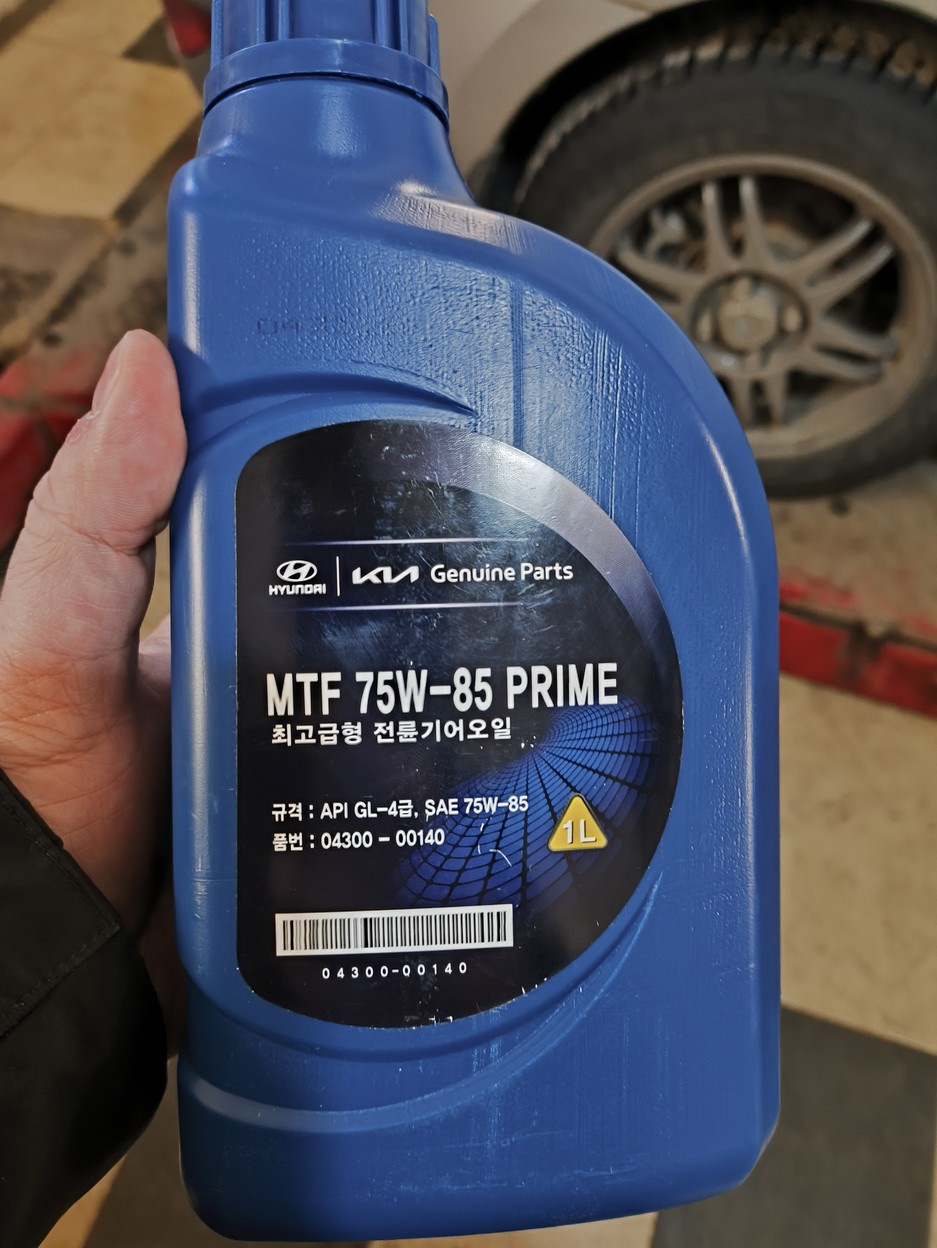 HYUNDAI KIA Genuine Parts
MTF 75W-85 PRIME
최고급형 전륜기어오일
규격 : API GL-4급, SAE 75W-85
품번 : 04300 - 00140
1L
04300-00140